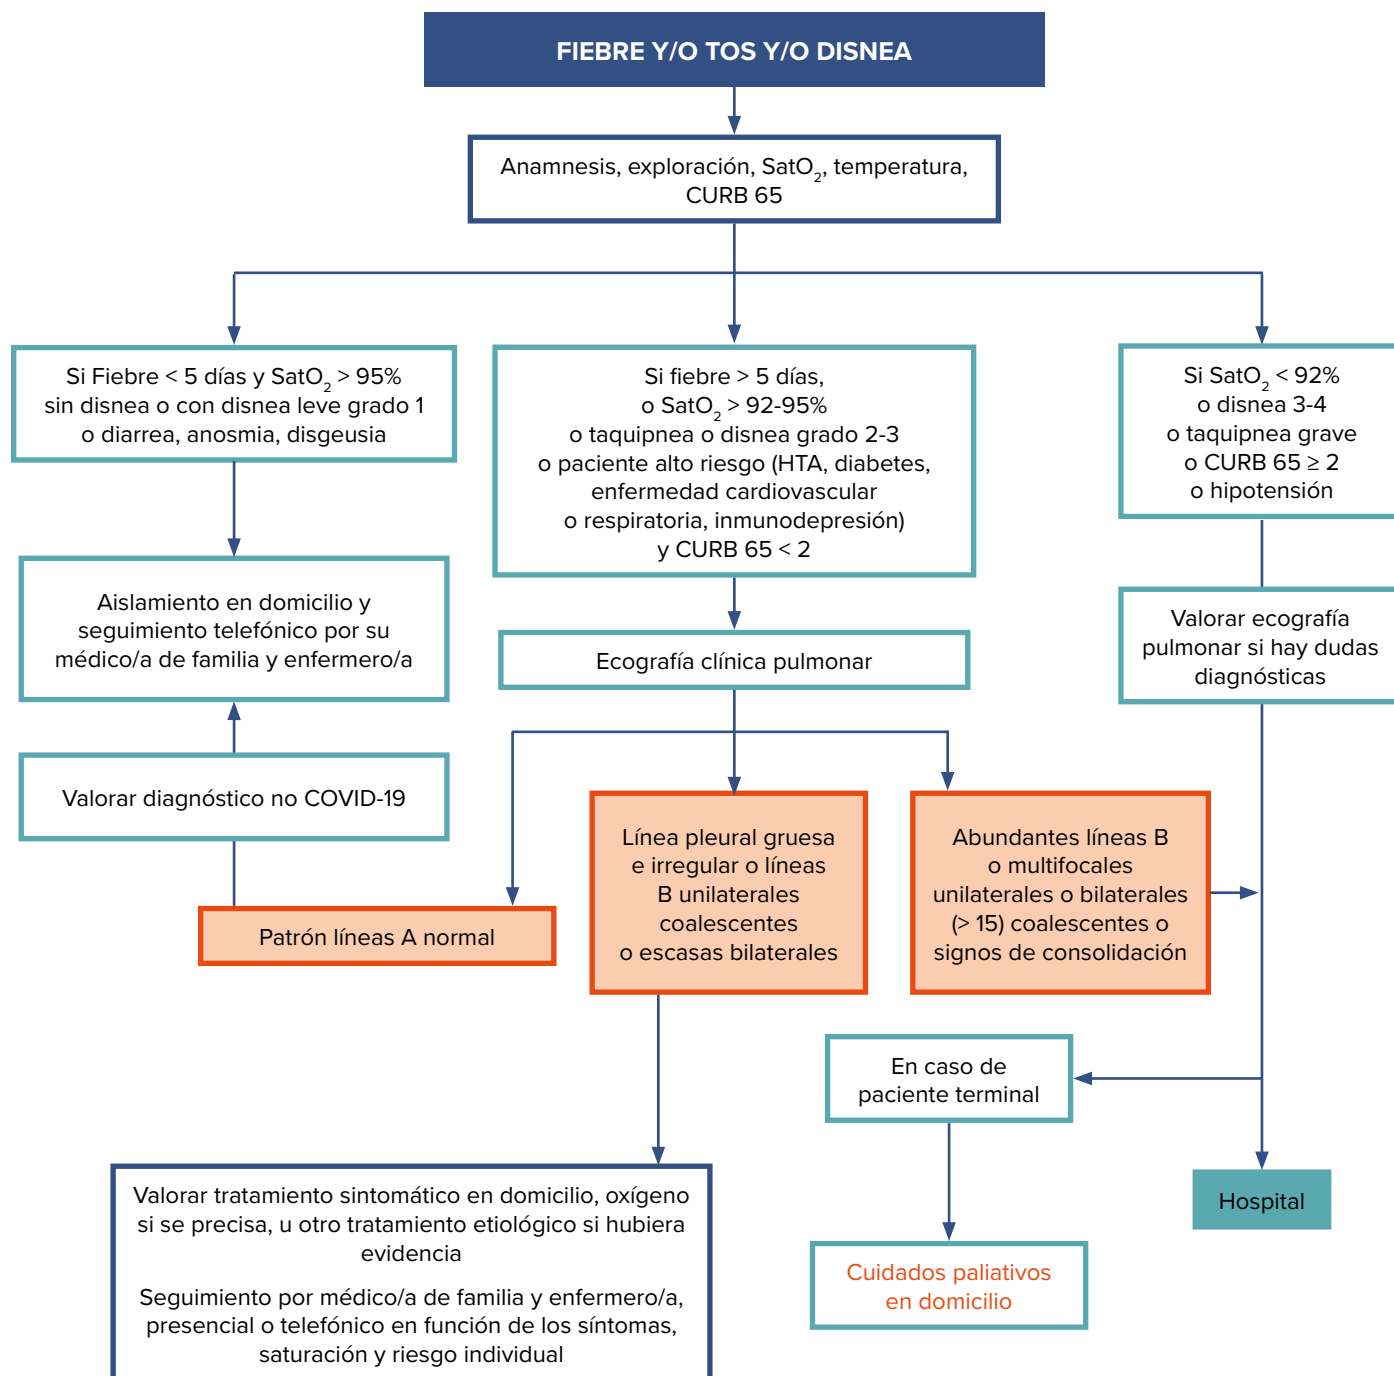 FIEBRE Y/O TOS Y/O DISNEA
Anamnesis, exploración, SatO2, temperatura,
CURB 65
Si Fiebre < 5 días y SatO2 > 95%
sin disnea o con disnea leve grado 1
o diarrea, anosmia, disgeusia
Si fiebre > 5 días,
o SatO2 > 92-95%
o taquipnea o disnea grado 2-3
o paciente alto riesgo (HTA, diabetes,
enfermedad cardiovascular
o respiratoria, inmunodepresión)
y CURB 65 < 2
Si SatO2 < 92%
o disnea 3-4
o taquipnea grave
o CURB 65 ≥ 2
o hipotensión
Aislamiento en domicilio y
seguimiento telefónico por su
médico/a de familia y enfermero/a
Ecografía clínica pulmonar
Valorar ecografía
pulmonar si hay dudas
diagnósticas
Valorar diagnóstico no COVID-19
Patrón líneas A normal
Línea pleural gruesa
e irregular o líneas
B unilaterales
coalescentes
o escasas bilaterales
Abundantes líneas B
o multifocales
unilaterales o bilaterales
(> 15) coalescentes o
signos de consolidación
En caso de
paciente terminal
Valorar tratamiento sintomático en domicilio, oxígeno
si se precisa, u otro tratamiento etiológico si hubiera
evidencia
Seguimiento por médico/a de familia y enfermero/a,
presencial o telefónico en función de los síntomas,
saturación y riesgo individual
Cuidados paliativos
en domicilio
Hospital